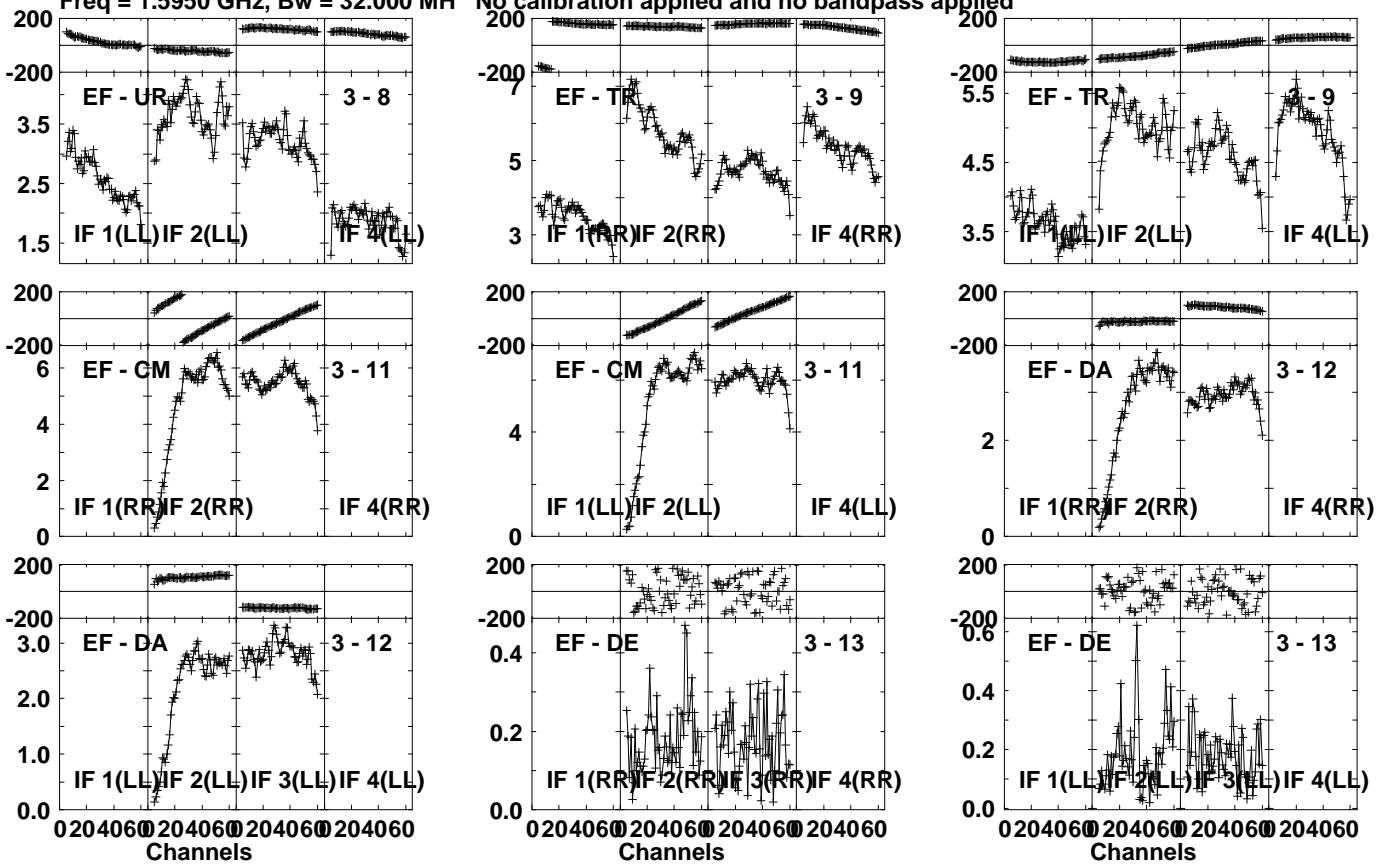 Freq = 1.5950 GHz, Bw = 32.000 MH No calibration applied and no bandpass applied
200
-200
EF - UR
3 - 8
3.5
2.5
1.5
IF 1(LL) IF 2(LL) IF 4(LL)
200
-200
7
EF - TR
3 - 9
5
3
IF 1(RR) IF 2(RR) IF 4(RR)
200
-200
5.5
EF - TR
3 - 9
4.5
3.5
IF 1(LL) IF 2(LL) IF 4(LL)
200
-200
EF - CM
3 - 11
6
4
2
0
IF 1(RR) IF 2(RR) IF 4(RR)
200
-200
EF - CM
3 - 11
4
0
IF 1(LL) IF 2(LL) IF 4(LL)
200
-200
EF - DA
3 - 12
2
0
IF 1(RR) IF 2(RR) IF 4(RR)
200
-200
EF - DA
3 - 12
3.0
2.0
1.0
0.0
IF 1(LL) IF 2(LL) IF 3(LL) IF 4(LL)
0 20 40 60 0 20 40 60 0 20 40 60 0 20 40 60
Channels
200
-200
EF - DE
3 - 13
0.4
0.2
0.0
IF 1(RR) IF 2(RR) IF 3(RR) IF 4(RR)
0 20 40 60 0 20 40 60 0 20 40 60 0 20 40 60
Channels
200
-200
0.6
EF - DE
3 - 13
0.4
0.2
0.0
IF 1(LL) IF 2(LL) IF 3(LL) IF 4(LL)
0 20 40 60 0 20 40 60 0 20 40 60 0 20 40 60
Channels